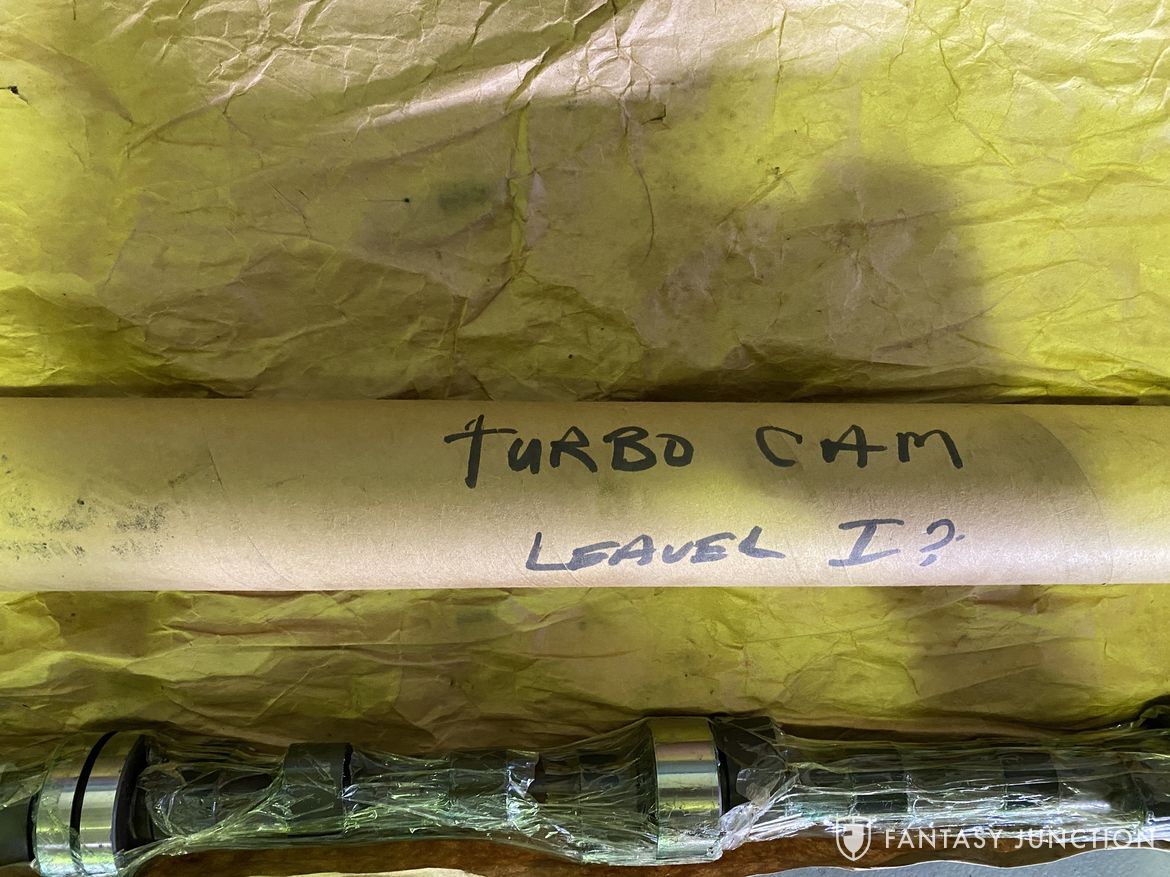 TURBO CAM
LEAVEL I?
FANTASY JUNCTION